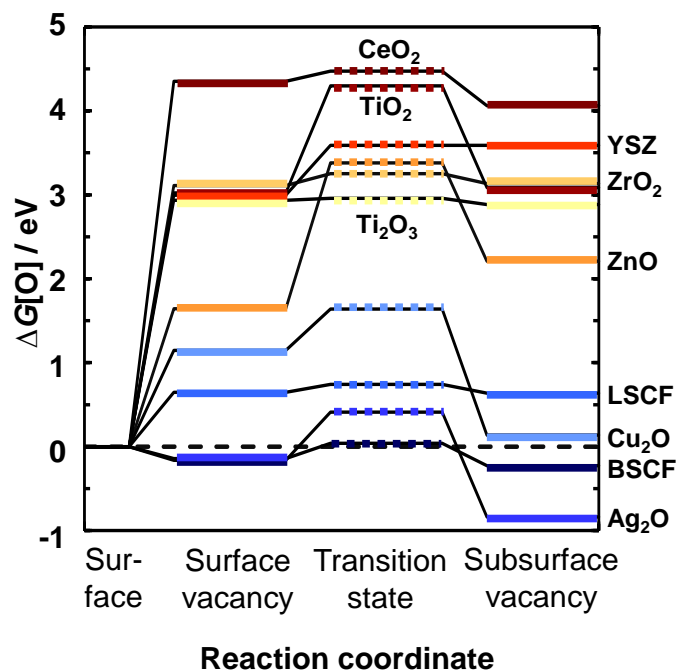 5
4
3
2
1
0
-1
ΔG[O] / eV
CeO₂
TiO₂
YSZ
ZrO₂
Ti₂O₃
ZnO
LSCF
Cu₂O
BSCF
Ag₂O
Sur-
face
Surface
vacancy
Transition
state
Subsurface
vacancy
Reaction coordinate